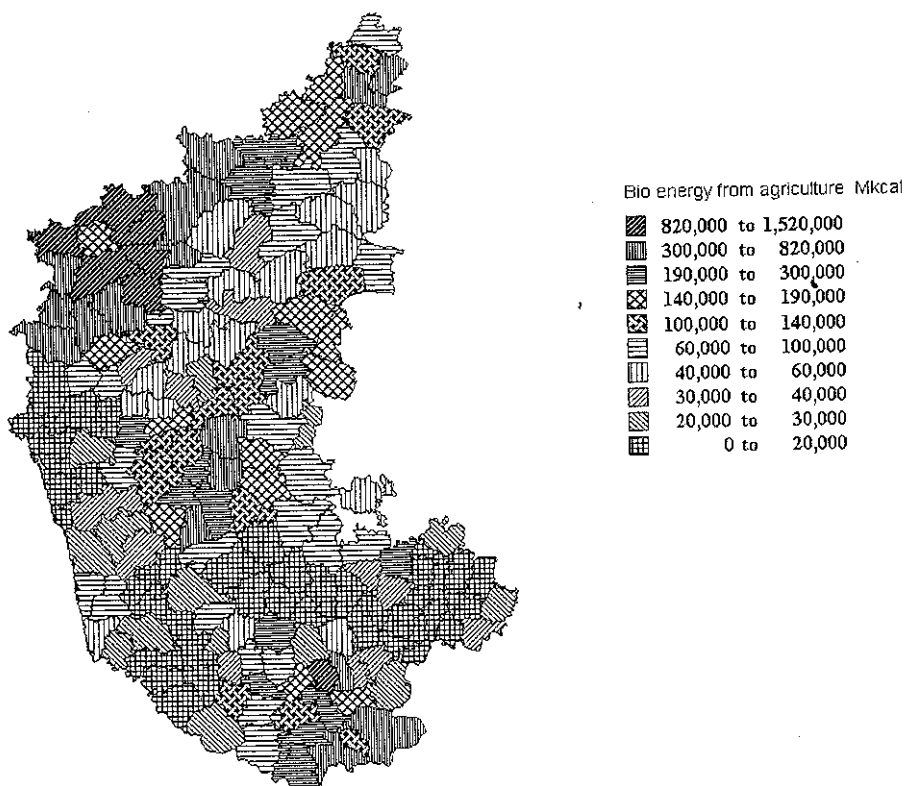 Bio energy from agriculture Mkcal
820,000 to 1,520,000
300,000 to 820,000
190,000 to 300,000
140,000 to 190,000
100,000 to 140,000
60,000 to 100,000
40,000 to 60,000
30,000 to 40,000
20,000 to 30,000
0 to 20,000